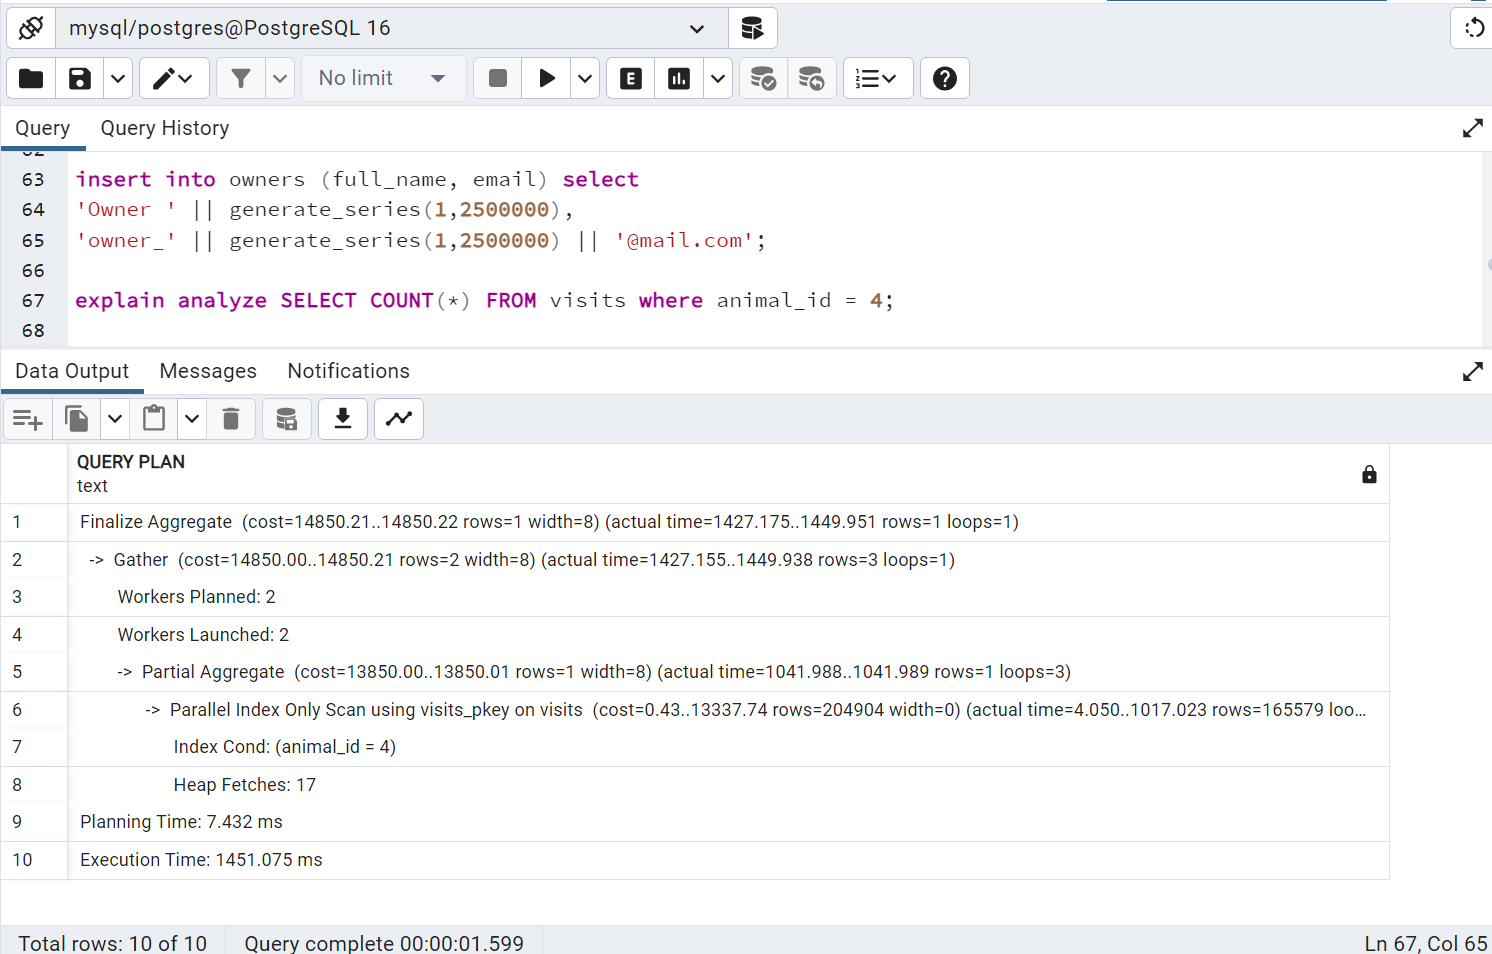 mysql/postgres@PostgreSQL 16
No limit
E
Query Query History
62
63 insert into owners (full_name, email) select
64 'Owner ' || generate_series(1,2500000),
65 'owner_' || generate_series(1,2500000) || '@mail.com';
66
67 explain analyze SELECT COUNT(*) FROM visits where animal_id = 4;
68
Data Output Messages Notifications
QUERY PLAN
text
1 Finalize Aggregate (cost=14850.21..14850.22 rows=1 width=8) (actual time=1427.175..1449.951 rows=1 loops=1)
2 -> Gather (cost=14850.00..14850.21 rows=2 width=8) (actual time=1427.155..1449.938 rows=3 loops=1)
3 Workers Planned: 2
4 Workers Launched: 2
5 -> Partial Aggregate (cost=13850.00..13850.01 rows=1 width=8) (actual time=1041.988..1041.989 rows=1 loops=3)
6 -> Parallel Index Only Scan using visits_pkey on visits (cost=0.43..13337.74 rows=204904 width=0) (actual time=4.050..1017.023 rows=165579 loo...
7 Index Cond: (animal_id = 4)
8 Heap Fetches: 17
9 Planning Time: 7.432 ms
10 Execution Time: 1451.075 ms
Total rows: 10 of 10 Query complete 00:00:01.599 Ln 67, Col 65